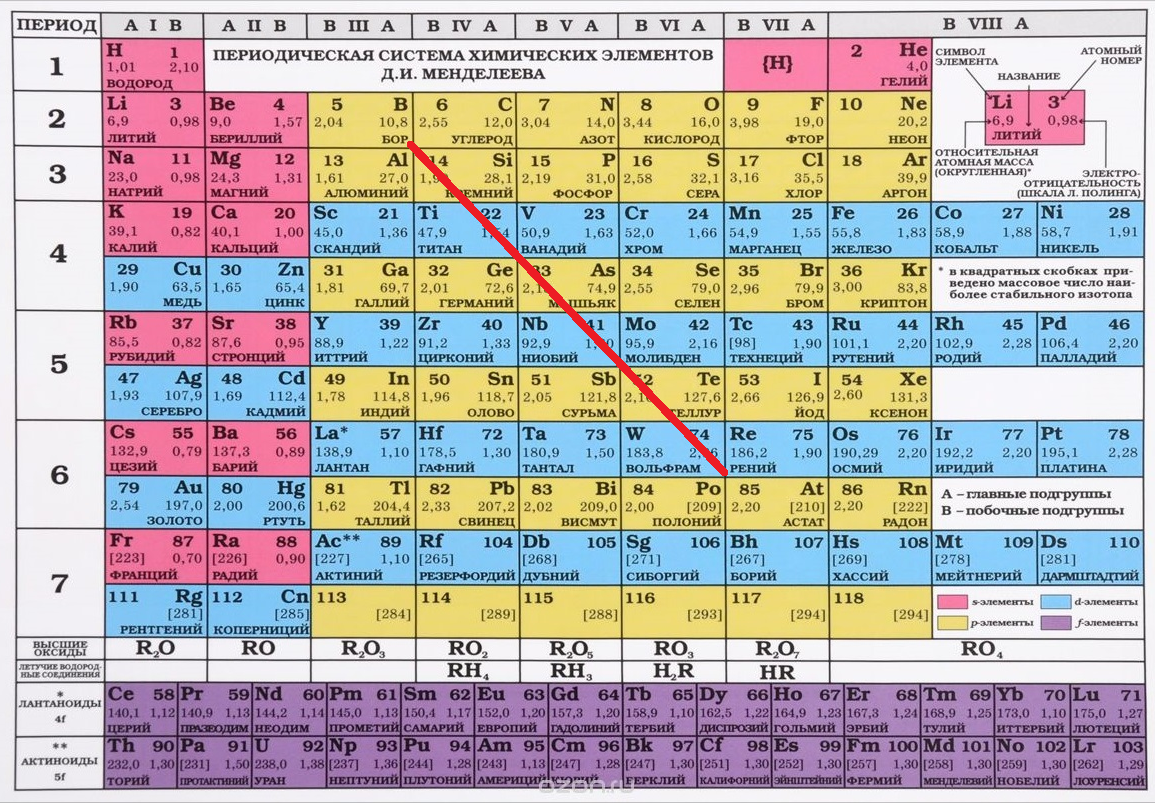 ПЕРИОД А I В А II В В III А В IV А В V А В VI А В VII А В VIII А
1 H 1 ПЕРИОДИЧЕСКАЯ СИСТЕМА ХИМИЧЕСКИХ ЭЛЕМЕНТОВ {H} 2 He
1,01 2,10 Д.И. МЕНДЕЛЕЕВА 4,0
ВОДОРОД ГЕЛИЙ
СИМВОЛ ЭЛЕМЕНТА АТОМНЫЙ НОМЕР
НАЗВАНИЕ
Li 3
6,9 0,98
ЛИТИЙ
ОТНОСИТЕЛЬНАЯ АТОМНАЯ МАССА (ОКРУГЛЕННАЯ)*
ЭЛЕКТРО-
ОТРИЦАТЕЛЬНОСТЬ
(ШКАЛА Л. ПОЛИНГА)
2 Li 3 Be 4 5 B 6 C 7 N 8 O 9 F 10 Ne
6,9 0,98 9,0 1,57 2,04 10,8 2,55 12,0 3,04 14,0 3,44 16,0 3,98 19,0 20,2
ЛИТИЙ БЕРИЛЛИЙ БОР УГЛЕРОД АЗОТ КИСЛОРОД ФТОР НЕОН
3 Na 11 Mg 12 13 Al 14 Si 15 P 16 S 17 Cl 18 Ar
23,0 0,98 24,3 1,31 1,61 27,0 28,1 2,19 31,0 2,58 32,1 3,16 35,5 39,9
НАТРИЙ МАГНИЙ АЛЮМИНИЙ КРЕМНИЙ ФОСФОР СЕРА ХЛОР АРГОН
4 K 19 Ca 20 Sc 21 Ti 22 V 23 Cr 24 Mn 25 Fe 26 Co 27 Ni 28
39,1 0,82 40,1 1,00 45,0 1,36 47,9 50,9 1,63 52,0 1,66 54,9 1,55 55,8 1,83 58,9 1,88 58,7 1,91
КАЛИЙ КАЛЬЦИЙ СКАНДИЙ ТИТАН ВАНАДИЙ ХРОМ МАРГАНЕЦ ЖЕЛЕЗО КОБАЛЬТ НИКЕЛЬ
29 Cu 30 Zn 31 Ga 32 Ge 33 As 34 Se 35 Br 36 Kr
1,90 63,5 1,65 65,4 1,81 69,7 2,01 72,6 74,9 2,55 79,0 2,96 79,9 3,00 83,8
МЕДЬ ЦИНК ГАЛЛИЙ ГЕРМАНИЙ МЫШЬЯК СЕЛЕН БРОМ КРИПТОН
* в квадратных скобках при-
ведено массовое число наи-
более стабильного изотопа
5 Rb 37 Sr 38 Y 39 Zr 40 Nb 41 Mo 42 Tc 43 Ru 44 Rh 45 Pd 46
85,5 0,82 87,6 0,95 88,9 1,22 91,2 1,33 92,9 95,9 2,16 [98] 1,90 101,1 2,20 102,9 2,28 106,4 2,20
РУБИДИЙ СТРОНЦИЙ ИТТРИЙ ЦИРКОНИЙ НИОБИЙ МОЛИБДЕН ТЕХНЕЦИЙ РУТЕНИЙ РОДИЙ ПАЛЛАДИЙ
47 Ag 48 Cd 49 In 50 Sn 51 Sb 52 Te 53 I 54 Xe
1,93 107,9 1,69 112,4 1,78 114,8 1,96 118,7 2,05 121,8 127,6 2,66 126,9 2,60 131,3
СЕРЕБРО КАДМИЙ ИНДИЙ ОЛОВО СУРЬМА ТЕЛЛУР ЙОД КСЕНОН
6 Cs 55 Ba 56 La* 57 Hf 72 Ta 73 W 74 Re 75 Os 76 Ir 77 Pt 78
132,9 0,79 137,3 0,89 138,9 1,10 178,5 1,30 180,9 1,50 183,8 186,2 1,90 190,29 2,20 192,2 2,20 195,1 2,28
ЦЕЗИЙ БАРИЙ ЛАНТАН ГАФНИЙ ТАНТАЛ ВОЛЬФРАМ РЕНИЙ ОСМИЙ ИРИДИЙ ПЛАТИНА
79 Au 80 Hg 81 Tl 82 Pb 83 Bi 84 Po 85 At 86 Rn
2,54 197,0 2,00 200,6 1,62 204,4 2,33 207,2 2,02 209,0 2,00 [209] 2,20 [210] 2,20 [222]
ЗОЛОТО РТУТЬ ТАЛЛИЙ СВИНЕЦ ВИСМУТ ПОЛОНИЙ АСТАТ РАДОН
А – главные подгруппы
В – побочные подгруппы
7 Fr 87 Ra 88 Ac** 89 Rf 104 Db 105 Sg 106 Bh 107 Hs 108 Mt 109 Ds 110
[223] 0,70 [226] 0,90 [227] 1,10 [265] [268] [271] [267] [269] [278] [281]
ФРАНЦИЙ РАДИЙ АКТИНИЙ РЕЗЕРФОРДИЙ ДУБНИЙ СИБОРГИЙ БОРИЙ ХАССИЙ МЕЙТНЕРИЙ ДАРМШТАДТИЙ
111 Rg 112 Cn 113 114 115 116 117 118
[281] [285] [284] [289] [288] [293] [294] [294]
РЕНТГЕНИЙ КОПЕРНИЦИЙ
s-элементы d-элементы
p-элементы f-элементы
ВЫСШИЕ ОКСИДЫ R₂O RO R₂O₃ RO₂ R₂O₅ RO₃ R₂O₇ RO₄
ЛЕТУЧИЕ ВОДОРОД-
НЫЕ СОЕДИНЕНИЯ RH₄ RH₃ H₂R HR
* ЛАНТАНОИДЫ 4f
Ce 58 Pr 59 Nd 60 Pm 61 Sm 62 Eu 63 Gd 64 Tb 65 Dy 66 Ho 67 Er 68 Tm 69 Yb 70 Lu 71
140,1 1,12 140,9 1,13 144,2 1,14 145,0 1,13 150,4 1,17 152,0 1,20 157,3 1,20 158,9 1,10 162,5 1,22 164,9 1,23 167,3 1,24 168,9 1,25 173,0 1,10 175,0 1,27
ЦЕРИЙ ПРАЗЕОДИМ НЕОДИМ ПРОМЕТИЙ САМАРИЙ ЕВРОПИЙ ГАДОЛИНИЙ ТЕРБИЙ ДИСПРОЗИЙ ГОЛЬМИЙ ЭРБИЙ ТУЛИЙ ИТТЕРБИЙ ЛЮТЕЦИЙ
** АКТИНОИДЫ 5f
Th 90 Pa 91 U 92 Np 93 Pu 94 Am 95 Cm 96 Bk 97 Cf 98 Es 99 Fm 100 Md 101 No 102 Lr 103
232,0 1,30 [231] 1,50 238,0 1,38 [237] 1,36 [244] 1,28 [243] 1,13 [247] 1,28 [247] 1,30 [251] 1,30 [252] 1,30 [257] 1,30 [258] 1,30 [259] 1,30 [262] 1,29
ТОРИЙ ПРОТАКТИНИЙ УРАН НЕПТУНИЙ ПЛУТОНИЙ АМЕРИЦИЙ БЕРКЛИЙ КАЛИФОРНИЙ ЭЙНШТЕЙНИЙ ФЕРМИЙ МЕНДЕЛЕВИЙ НОБЕЛИЙ ЛОУРЕНСИЙ
ozon.ru